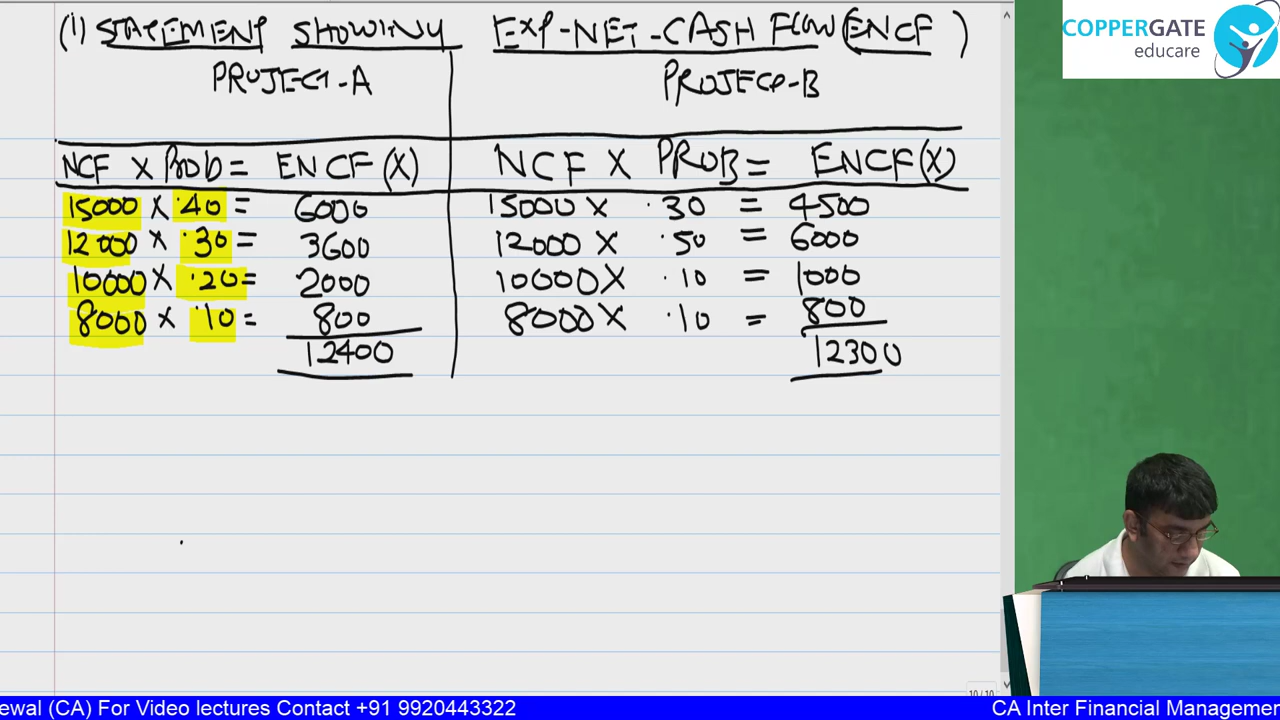 (1) STATEMENT SHOWING EXP-NET-CASH FLOW (ENCF)
PROJECT-A PROJECT-B
NCF X Prob = ENCF (X) NCF X PROB = ENCF(X)
15000 X .40 = 6000 15000 X .30 = 4500
12000 X .30 = 3600 12000 X .50 = 6000
10000 X .20 = 2000 10000 X .10 = 1000
8000 X .10 = 800 8000 X .10 = 800
12400 12300
COPPERGATE
educare
10/10
ewal (CA) For Video lectures Contact +91 9920443322 CA Inter Financial Managemen